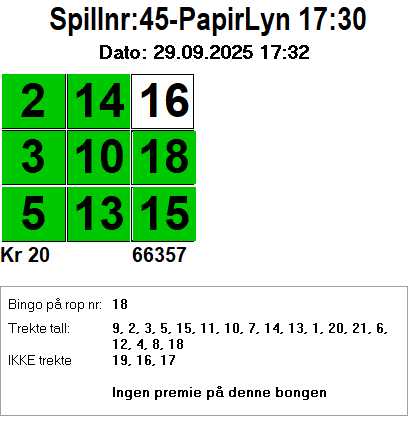 Spillnr:45-PapirLyn 17:30
Dato: 29.09.2025 17:32
2 14 16
3 10 18
5 13 15
Kr 20 66357
Bingo på rop nr: 18
Trekte tall: 9, 2, 3, 5, 15, 11, 10, 7, 14, 13, 1, 20, 21, 6,
12, 4, 8, 18
IKKE trekte 19, 16, 17
Ingen premie på denne bongen